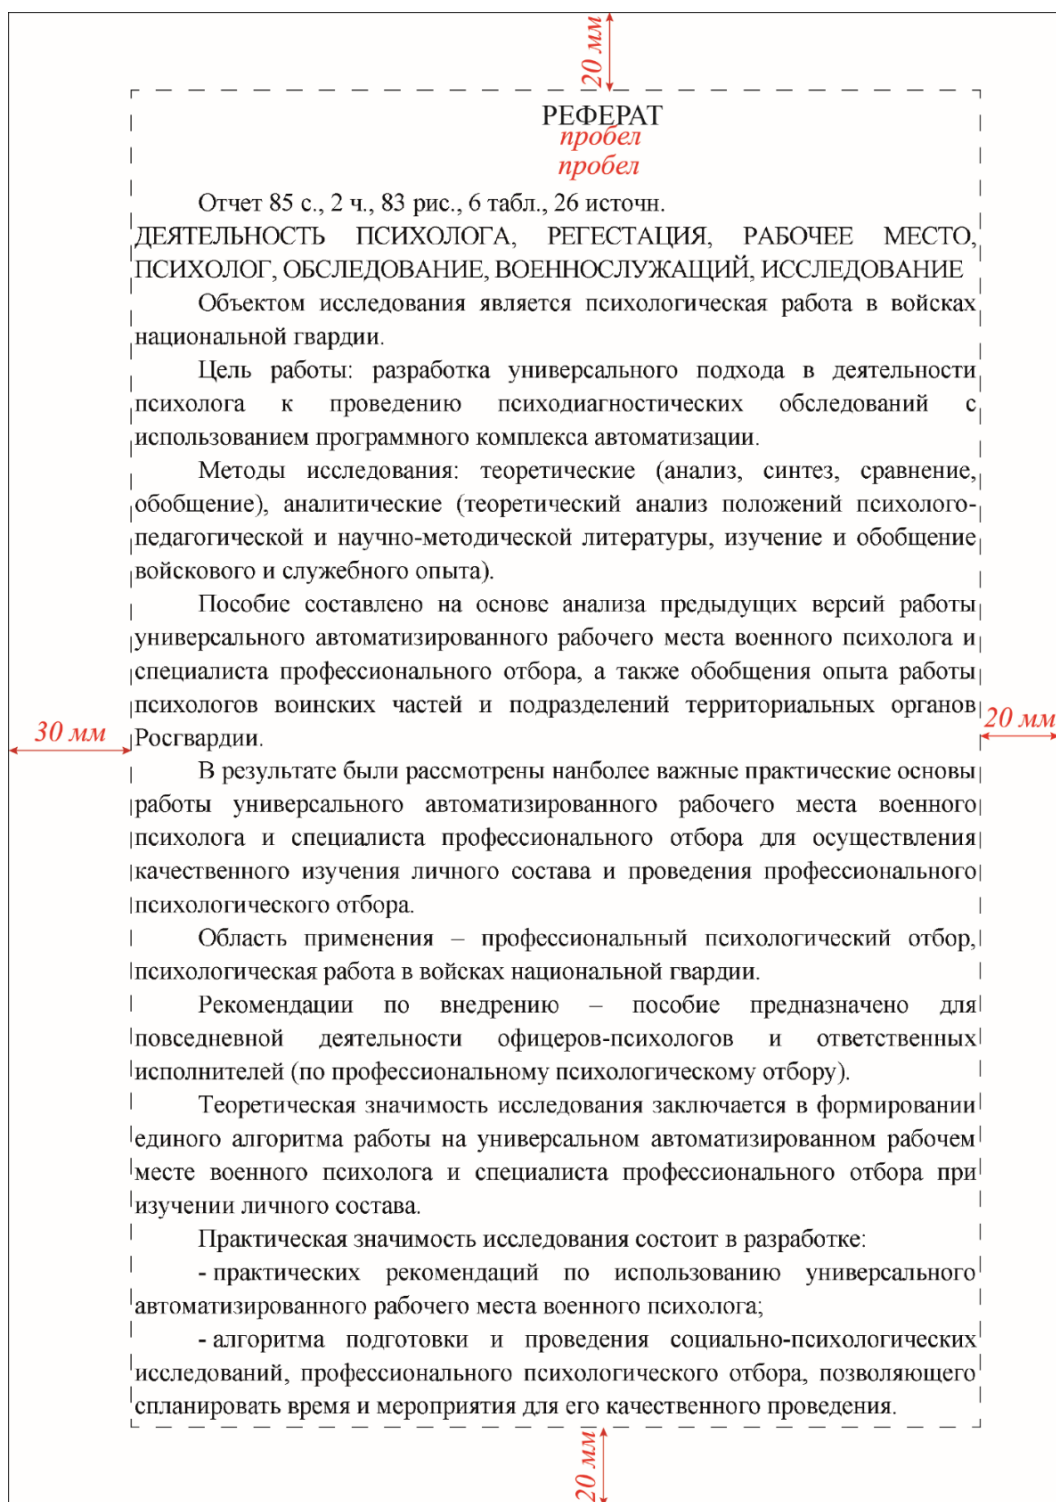 20 мм
РЕФЕРАТ
пробел
пробел
Отчет 85 с., 2 ч., 83 рис., 6 табл., 26 источн.
ДЕЯТЕЛЬНОСТЬ ПСИХОЛОГА, РЕГЕСТАЦИЯ, РАБОЧЕЕ МЕСТО,
ПСИХОЛОГ, ОБСЛЕДОВАНИЕ, ВОЕННОСЛУЖАЩИЙ, ИССЛЕДОВАНИЕ
Объектом исследования является психологическая работа в войсках
национальной гвардии.
Цель работы: разработка универсального подхода в деятельности
психолога к проведению психодиагностических обследований с
использованием программного комплекса автоматизации.
Методы исследования: теоретические (анализ, синтез, сравнение,
обобщение), аналитические (теоретический анализ положений психолого-
педагогической и научно-методической литературы, изучение и обобщение
войскового и служебного опыта).
Пособие составлено на основе анализа предыдущих версий работы
универсального автоматизированного рабочего места военного психолога и
специалиста профессионального отбора, а также обобщения опыта работы
психологов воинских частей и подразделений территориальных органов
30 мм
20 мм
Росгвардии.
В результате были рассмотрены наиболее важные практические основы
работы универсального автоматизированного рабочего места военного
психолога и специалиста профессионального отбора для осуществления
качественного изучения личного состава и проведения профессионального
психологического отбора.
Область применения – профессиональный психологический отбор,
психологическая работа в войсках национальной гвардии.
Рекомендации по внедрению – пособие предназначено для
повседневной деятельности офицеров-психологов и ответственных
исполнителей (по профессиональному психологическому отбору).
Теоретическая значимость исследования заключается в формировании
единого алгоритма работы на универсальном автоматизированном рабочем
месте военного психолога и специалиста профессионального отбора при
изучении личного состава.
Практическая значимость исследования состоит в разработке:
- практических рекомендаций по использованию универсального
автоматизированного рабочего места военного психолога;
- алгоритма подготовки и проведения социально-психологических
исследований, профессионального психологического отбора, позволяющего
спланировать время и мероприятия для его качественного проведения.
20 мм